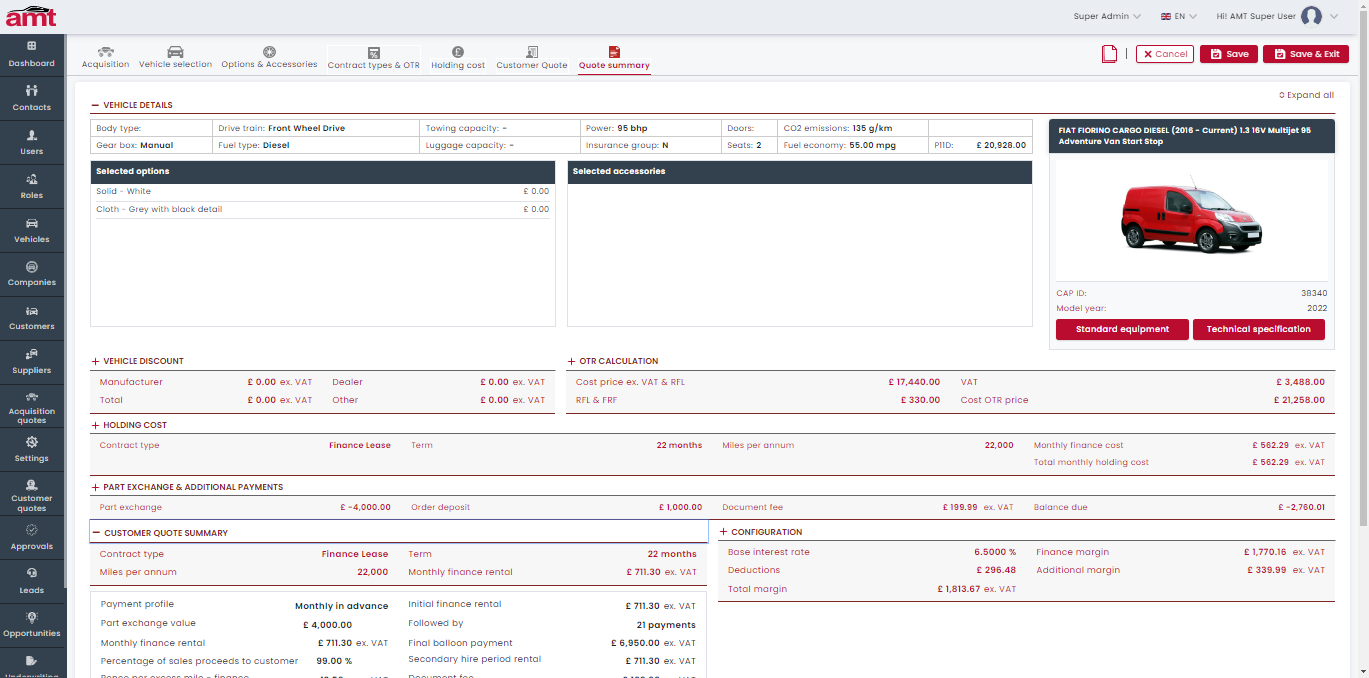 amt
Super Admin
EN
Hi! AMT Super User
Dashboard
Contacts
Users
Roles
Vehicles
Companies
Customers
Suppliers
Acquisition
quotes
Settings
Customer
quotes
Approvals
Leads
Opportunities
Underwriting
Acquisition
Vehicle selection
Options & Accessories
Contract types & OTR
Holding cost
Customer Quote
Quote summary
Cancel
Save
Save & Exit
Expand all
VEHICLE DETAILS
Body type: Drive train: Front Wheel Drive Towing capacity: - Power: 95 bhp Doors: CO2 emissions: 135 g/km
Gear box: Manual Fuel type: Diesel Luggage capacity: - Insurance group: N Seats: 2 Fuel economy: 55.00 mpg P11D: £ 20,928.00
Selected options
Solid - White £ 0.00
Cloth - Grey with black detail £ 0.00
Selected accessories
FIAT FIORINO CARGO DIESEL (2016 - Current) 1.3 16V Multijet 95
Adventure Van Start Stop
CAP ID: 38340
Model year: 2022
Standard equipment
Technical specification
VEHICLE DISCOUNT
Manufacturer £ 0.00 ex. VAT Dealer £ 0.00 ex. VAT
Total £ 0.00 ex. VAT Other £ 0.00 ex. VAT
OTR CALCULATION
Cost price ex. VAT & RFL £ 17,440.00 VAT £ 3,488.00
RFL & FRF £ 330.00 Cost OTR price £ 21,258.00
HOLDING COST
Contract type Finance Lease Term 22 months Miles per annum 22,000 Monthly finance cost £ 562.29 ex. VAT
Total monthly holding cost £ 562.29 ex. VAT
PART EXCHANGE & ADDITIONAL PAYMENTS
Part exchange £ -4,000.00 Order deposit £ 1,000.00 Document fee £ 199.99 ex. VAT Balance due £ -2,760.01
CUSTOMER QUOTE SUMMARY
Contract type Finance Lease Term 22 months
Miles per annum 22,000 Monthly finance rental £ 711.30 ex. VAT
Payment profile Monthly in advance Initial finance rental £ 711.30 ex. VAT
Part exchange value £ 4,000.00 Followed by 21 payments
Monthly finance rental £ 711.30 ex. VAT Final balloon payment £ 6,950.00 ex. VAT
Percentage of sales proceeds to customer 99.00 % Secondary hire period rental £ 711.30 ex. VAT
Pence per excess mile - finance Document fee
CONFIGURATION
Base interest rate 6.5000 % Finance margin £ 1,770.16 ex. VAT
Deductions £ 296.48 Additional margin £ 339.99 ex. VAT
Total margin £ 1,813.67 ex. VAT